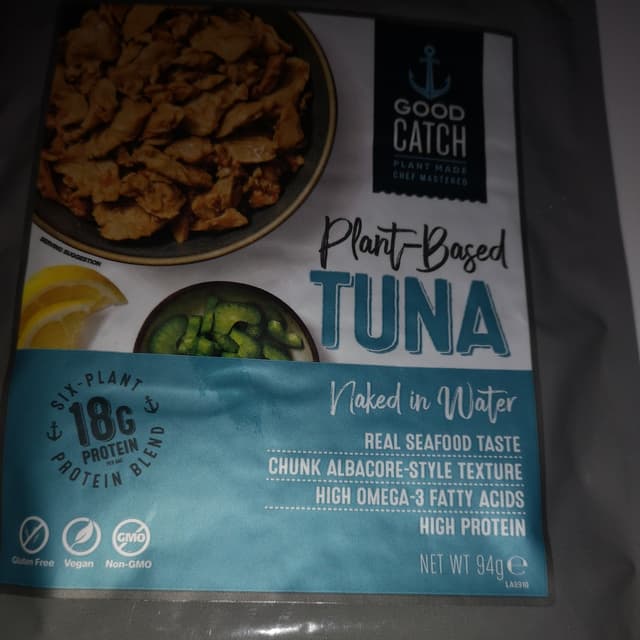 GOOD
CATCH
PLANT MADE
CHEF MASTERED
Plant-Based
TUNA
SERVING SUGGESTION
Naked in Water
SIX-PLANT
18G
PROTEIN
PROTEIN BLEND
REAL SEAFOOD TASTE
CHUNK ALBACORE-STYLE TEXTURE
HIGH OMEGA-3 FATTY ACIDS
HIGH PROTEIN
GMO
Gluten Free Vegan Non-GMO
NET WT 94g e